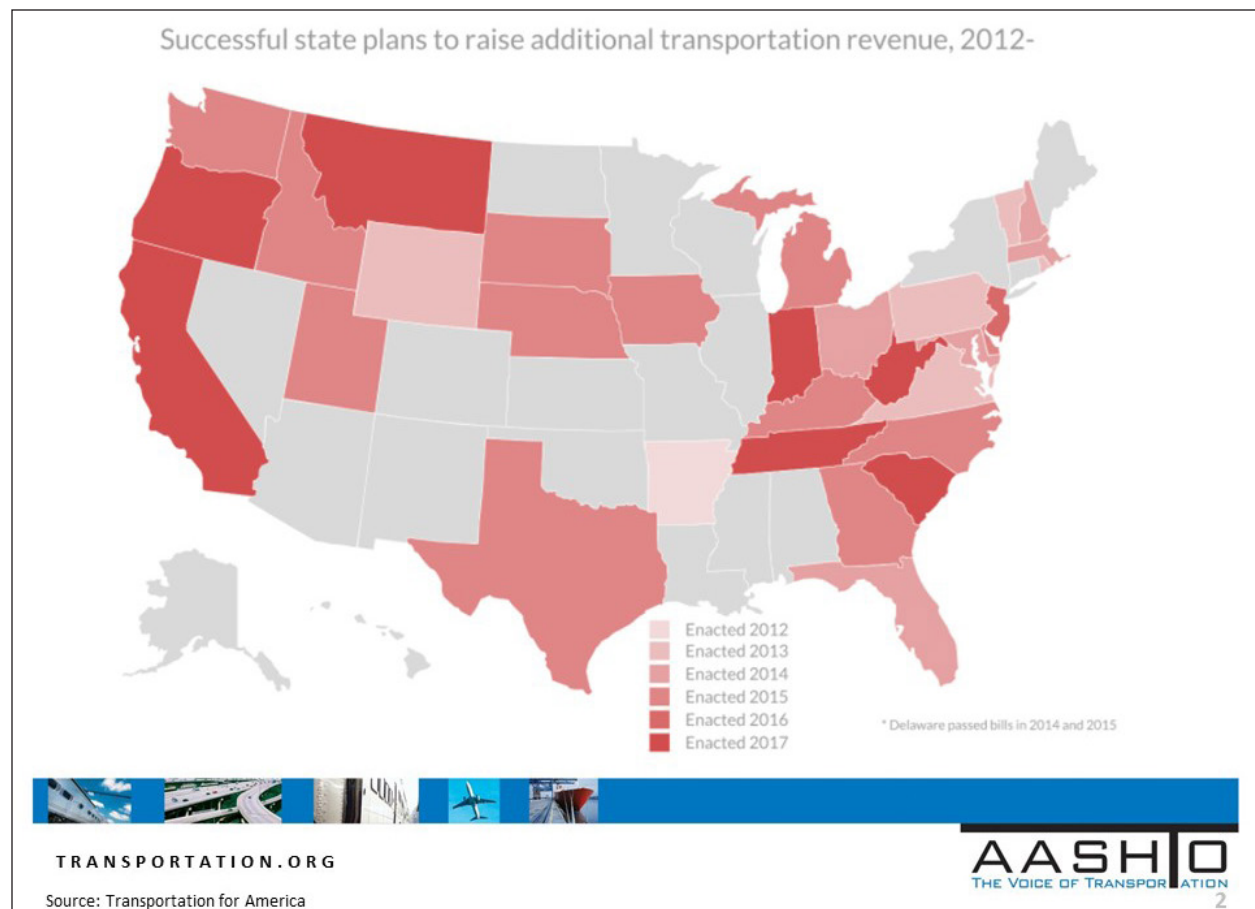 Successful state plans to raise additional transportation revenue, 2012-
Enacted 2012
Enacted 2013
Enacted 2014
Enacted 2015
Enacted 2016
Enacted 2017
* Delaware passed bills in 2014 and 2015
TRANSPORTATION.ORG
AASHTO
THE VOICE OF TRANSPORTATION
Source: Transportation for America
2